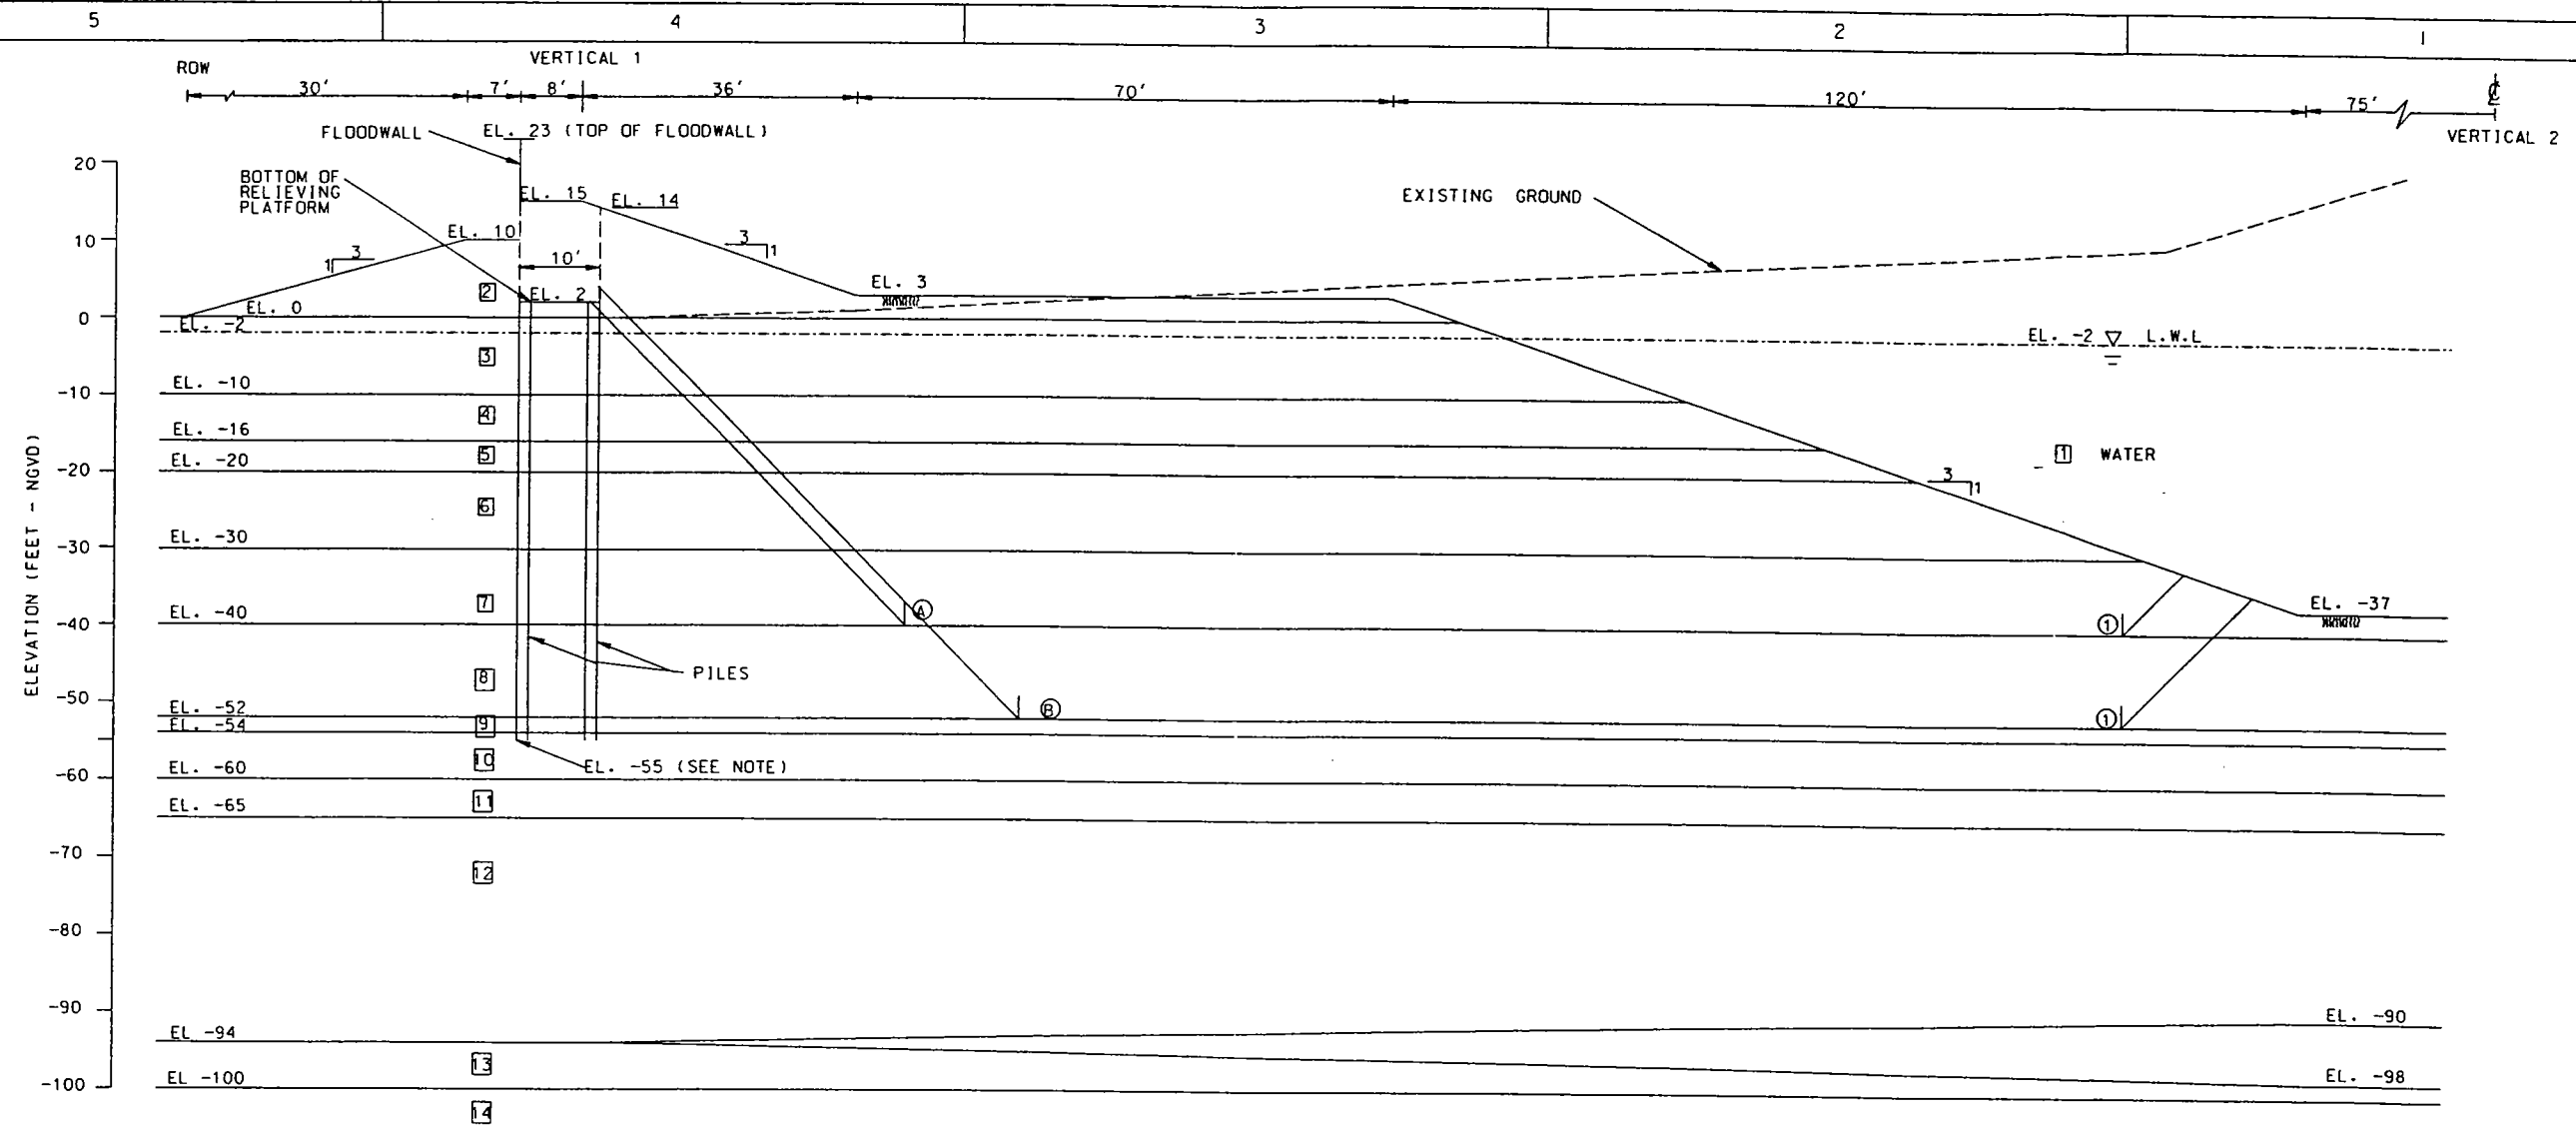 5 4 3 2 1
VERTICAL 1
ROW
30' 7' 8' 36' 70' 120' 75'
VERTICAL 2
FLOODWALL
EL. 23 (TOP OF FLOODWALL)
BOTTOM OF
RELIEVING
PLATFORM
EL. 15
EL. 14
EXISTING GROUND
EL. 10
3
1
3
1
10'
EL. 3
EL. 2
EL. 0
EL. -2
EL. -2 L.W.L
EL. -10
EL. -16
EL. -20
1 WATER
3
1
EL. -30
EL. -40
A
1
EL. -37
PILES
EL. -52
EL. -54
B
1
EL. -55 (SEE NOTE)
EL. -60
EL. -65
EL -94
EL. -90
EL -100
EL. -98
2
3
4
5
6
7
8
9
10
11
12
13
14
20
10
0
-10
-20
-30
-40
-50
-60
-70
-80
-90
-100
ELEVATION (FEET - NGVD)